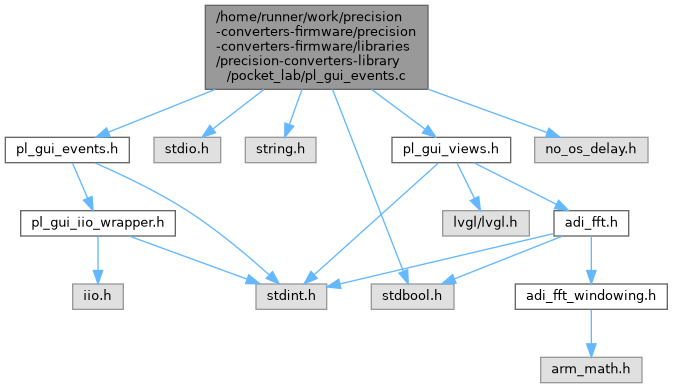 /home/runner/work/precision
-converters-firmware/precision
-converters-firmware/libraries
/precision-converters-library
/pocket_lab/pl_gui_events.c
pl_gui_events.h
stdio.h
string.h
pl_gui_views.h
no_os_delay.h
pl_gui_iio_wrapper.h
lvgl/lvgl.h
adi_fft.h
iio.h
stdint.h
stdbool.h
adi_fft_windowing.h
arm_math.h